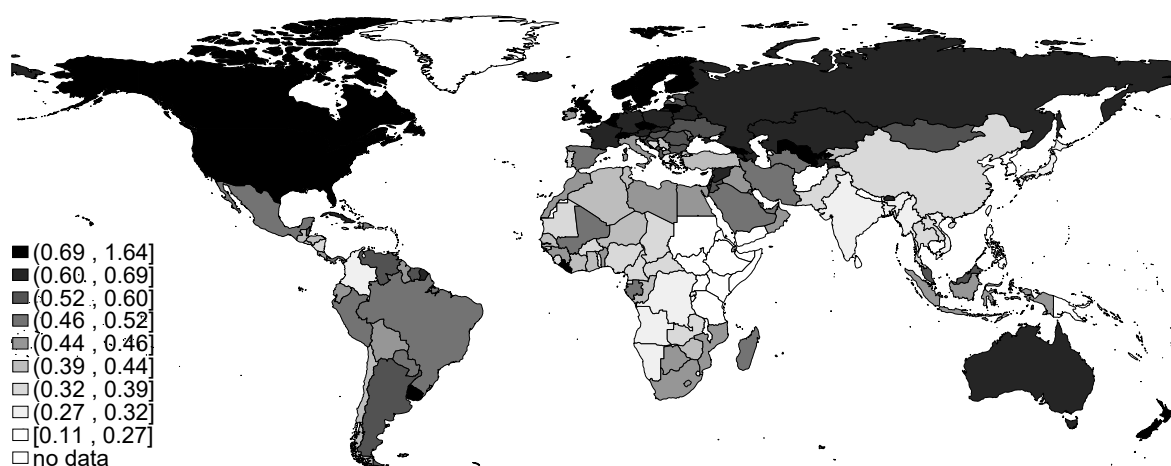 (0.69 , 1.64]
(0.60 , 0.69]
(0.52 , 0.60]
(0.46 , 0.52]
(0.44 , 0.46]
(0.39 , 0.44]
(0.32 , 0.39]
(0.27 , 0.32]
[0.11 , 0.27]
no data